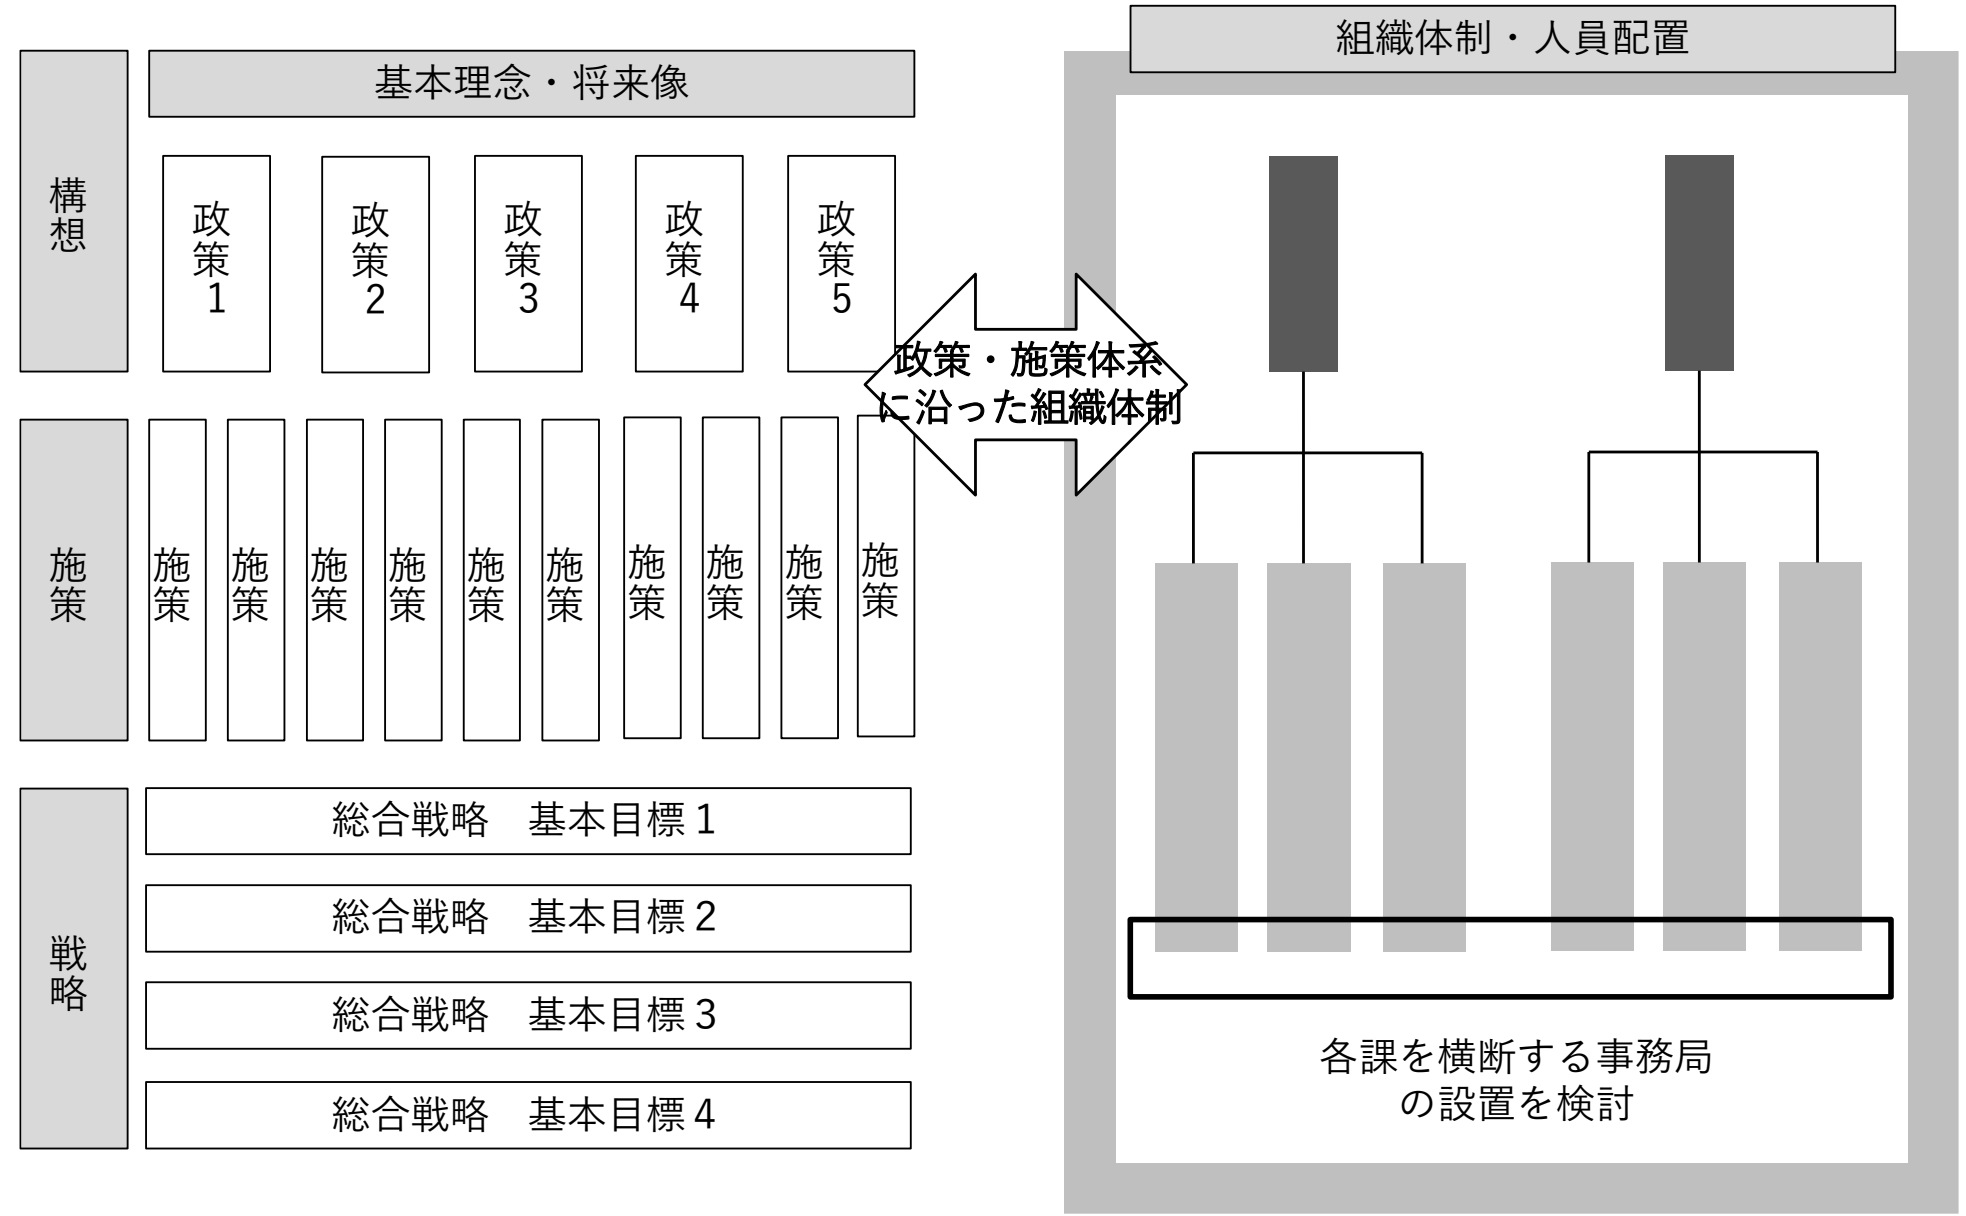 組織体制・人員配置
基本理念・将来像
構想
政策1
政策2
政策3
政策4
政策5
政策・施策体系
に沿った組織体制
施策
施策
施策
施策
施策
施策
施策
施策
施策
施策
施策
戦略
総合戦略　基本目標1
総合戦略　基本目標2
総合戦略　基本目標3
総合戦略　基本目標4
各課を横断する事務局
の設置を検討